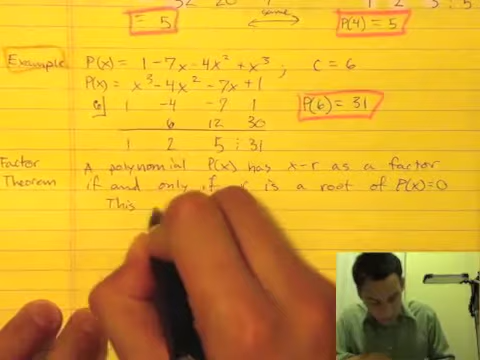 = 5
same
P(4) = 5
Example
P(x) = 1 - 7x - 4x² + x³ ; c = 6
P(x) = x³ - 4x² - 7x + 1
6 1 -4 -7 1
P(6) = 31
6 12 30
1 2 5 : 31
Factor Theorem
A polynomial P(x) has x-r as a factor
if and only if r is a root of P(x)=0
This